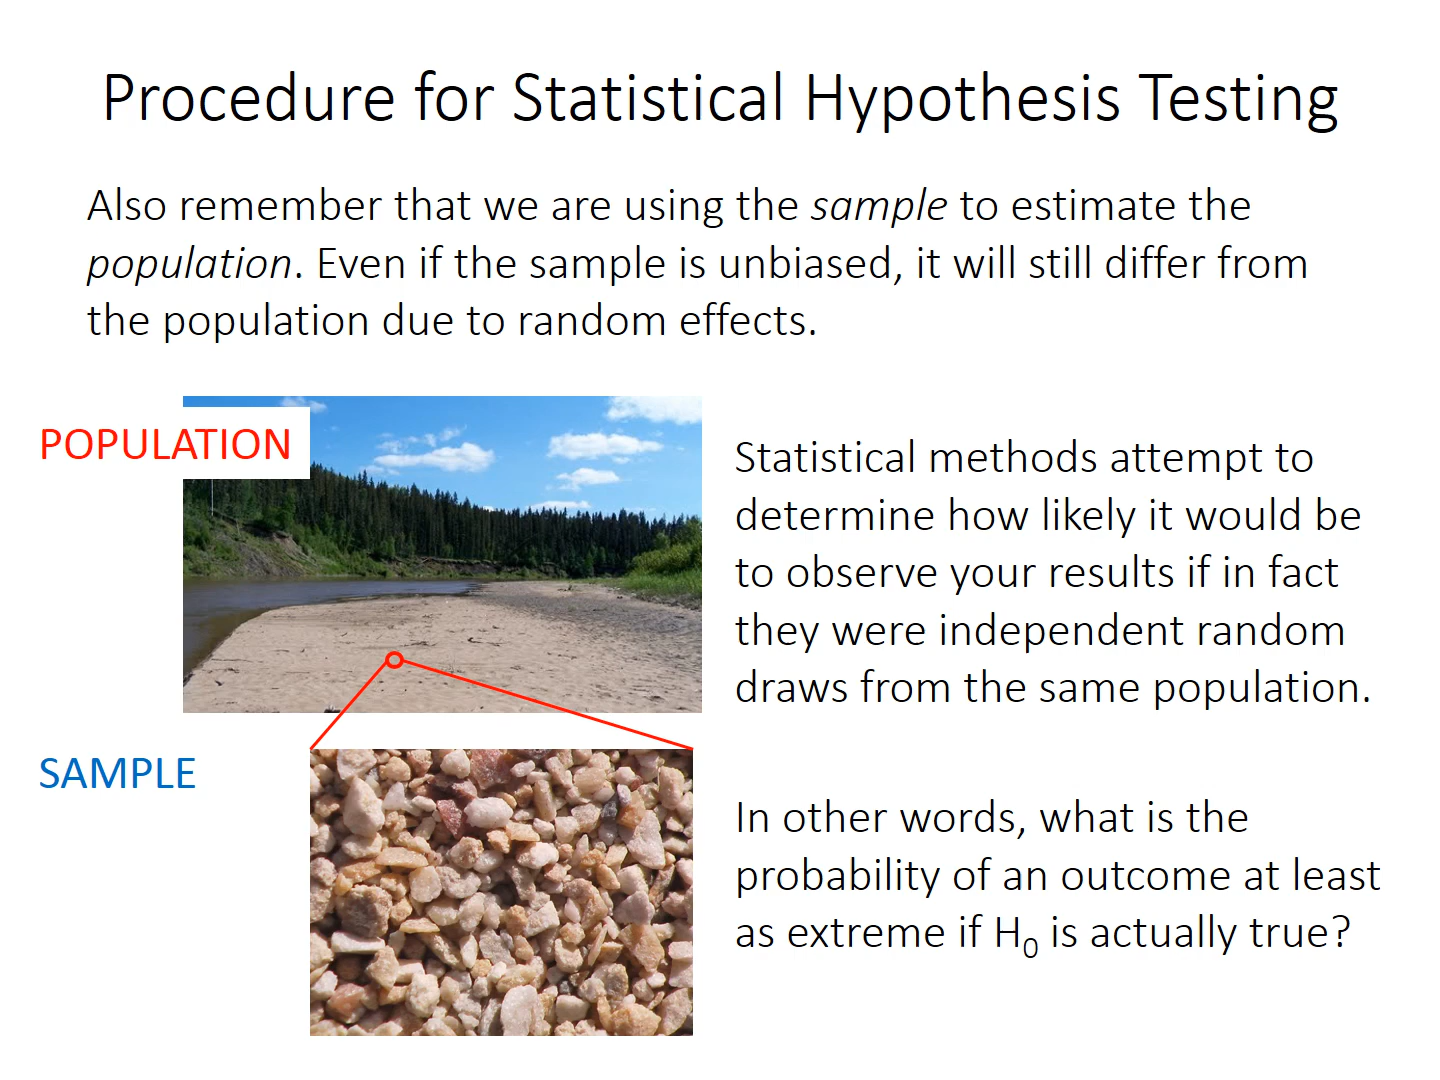 Procedure for Statistical Hypothesis Testing
Also remember that we are using the sample to estimate the
population. Even if the sample is unbiased, it will still differ from
the population due to random effects.
POPULATION
Statistical methods attempt to
determine how likely it would be
to observe your results if in fact
they were independent random
draws from the same population.
SAMPLE
In other words, what is the
probability of an outcome at least
as extreme if H₀ is actually true?